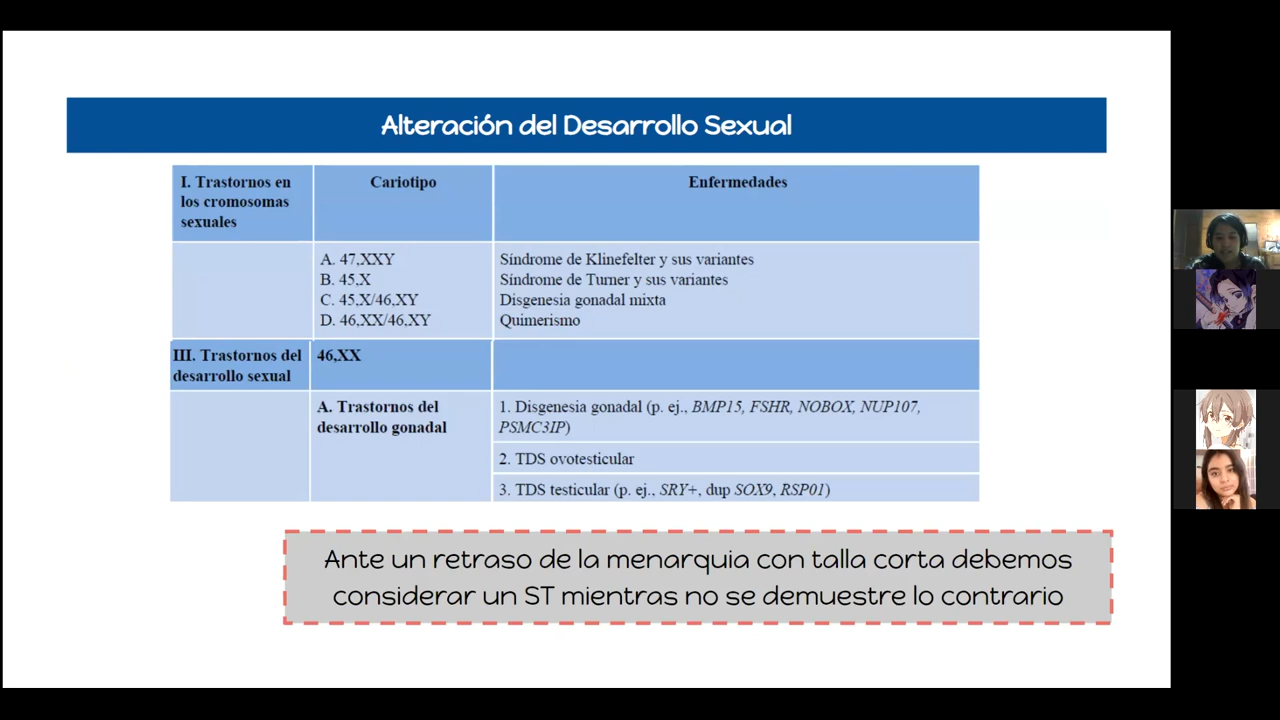 Alteración del Desarrollo Sexual
I. Trastornos en
los cromosomas
sexuales
Cariotipo
Enfermedades
A. 47,XXY
B. 45,X
C. 45,X/46,XY
D. 46,XX/46,XY
Síndrome de Klinefelter y sus variantes
Síndrome de Turner y sus variantes
Disgenesia gonadal mixta
Quimerismo
III. Trastornos del
desarrollo sexual
46,XX
A. Trastornos del
desarrollo gonadal
1. Disgenesia gonadal (p. ej., BMP15, FSHR, NOBOX, NUP107,
PSMC3IP)
2. TDS ovotesticular
3. TDS testicular (p. ej., SRY+, dup SOX9, RSP01)
Ante un retraso de la menarquia con talla corta debemos
considerar un ST mientras no se demuestre lo contrario